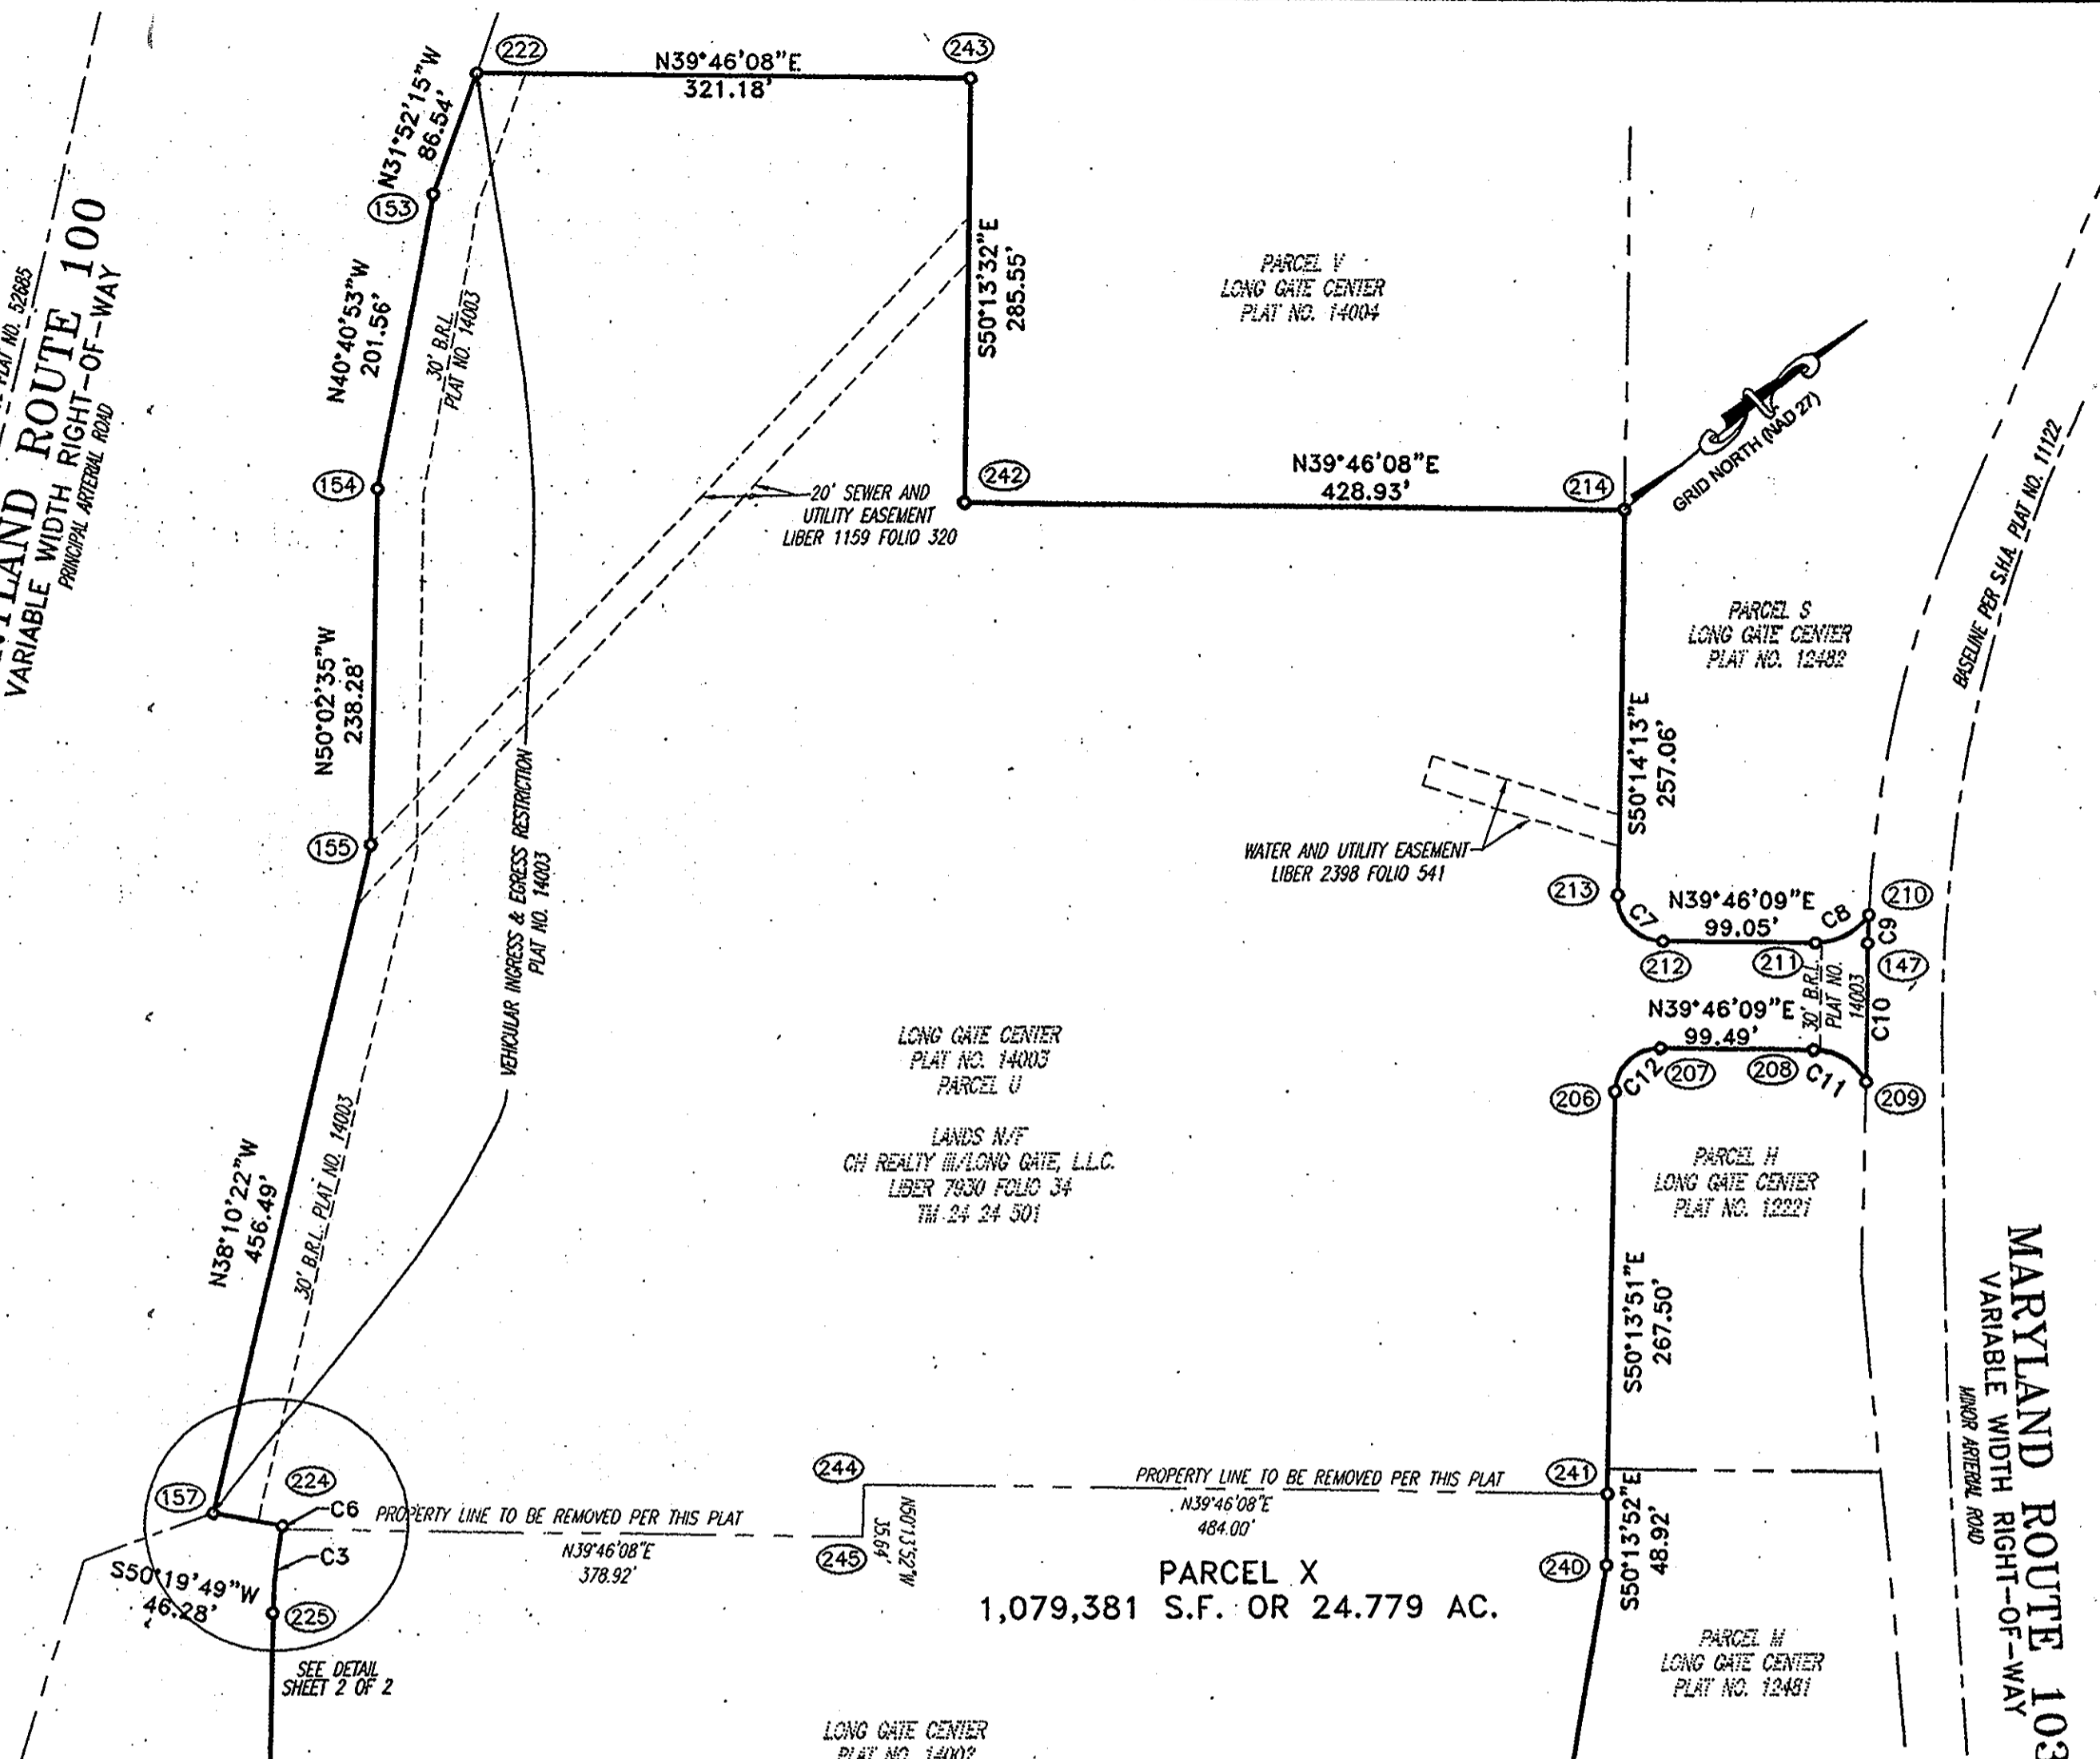 222
N39°46'08"E
321.18'
243
N31°52'15"W
86.54'
153
PLAT NO. 52685
ROUTE 100
VARIABLE WIDTH RIGHT-OF-WAY
PRINCIPAL ARTERIAL ROAD
N40°40'53"W
201.56'
30' B.R.L.
PLAT NO. 14003
S50°13'32"E
285.55'
PARCEL V
LONG GATE CENTER
PLAT NO. 14004
GRID NORTH (NAD 27)
154
20' SEWER AND
UTILITY EASEMENT
LIBER 1159 FOLIO 320
242
N39°46'08"E
428.93'
214
BASELINE PER S.H.A. PLAT NO. 11122
PARCEL S
LONG GATE CENTER
PLAT NO. 12482
N50°02'35"W
238.28'
S50°14'13"E
257.06'
155
VEHICULAR INGRESS & EGRESS RESTRICTION
PLAT NO. 14003
WATER AND UTILITY EASEMENT
LIBER 2398 FOLIO 541
213
C7
N39°46'09"E
99.05'
C8
210
C9
212
211
147
30' B.R.L.
PLAT NO.
14003
C10
N39°46'09"E
99.49'
206
C12
207
208
C11
209
LONG GATE CENTER
PLAT NO. 14003
PARCEL U
LANDS N/F
CH REALTY III/LONG GATE, L.L.C.
LIBER 7930 FOLIO 34
TM 24 24 501
PARCEL H
LONG GATE CENTER
PLAT NO. 12221
N38°10'22"W
456.49'
30' B.R.L. PLAT NO. 14003
S50°13'51"E
267.50'
MARYLAND ROUTE 103
VARIABLE WIDTH RIGHT-OF-WAY
MINOR ARTERIAL ROAD
157
224
C6
C3
225
S50°19'49"W
46.28'
SEE DETAIL
SHEET 2 OF 2
PROPERTY LINE TO BE REMOVED PER THIS PLAT
N39°46'08"E
378.92'
244
245
N50°13'52"W
35.64'
PROPERTY LINE TO BE REMOVED PER THIS PLAT
N39°46'08"E
484.00'
241
S50°13'52"E
48.92'
240
PARCEL X
1,079,381 S.F. OR 24.779 AC.
PARCEL M
LONG GATE CENTER
PLAT NO. 12481
LONG GATE CENTER
PLAT NO. 14002